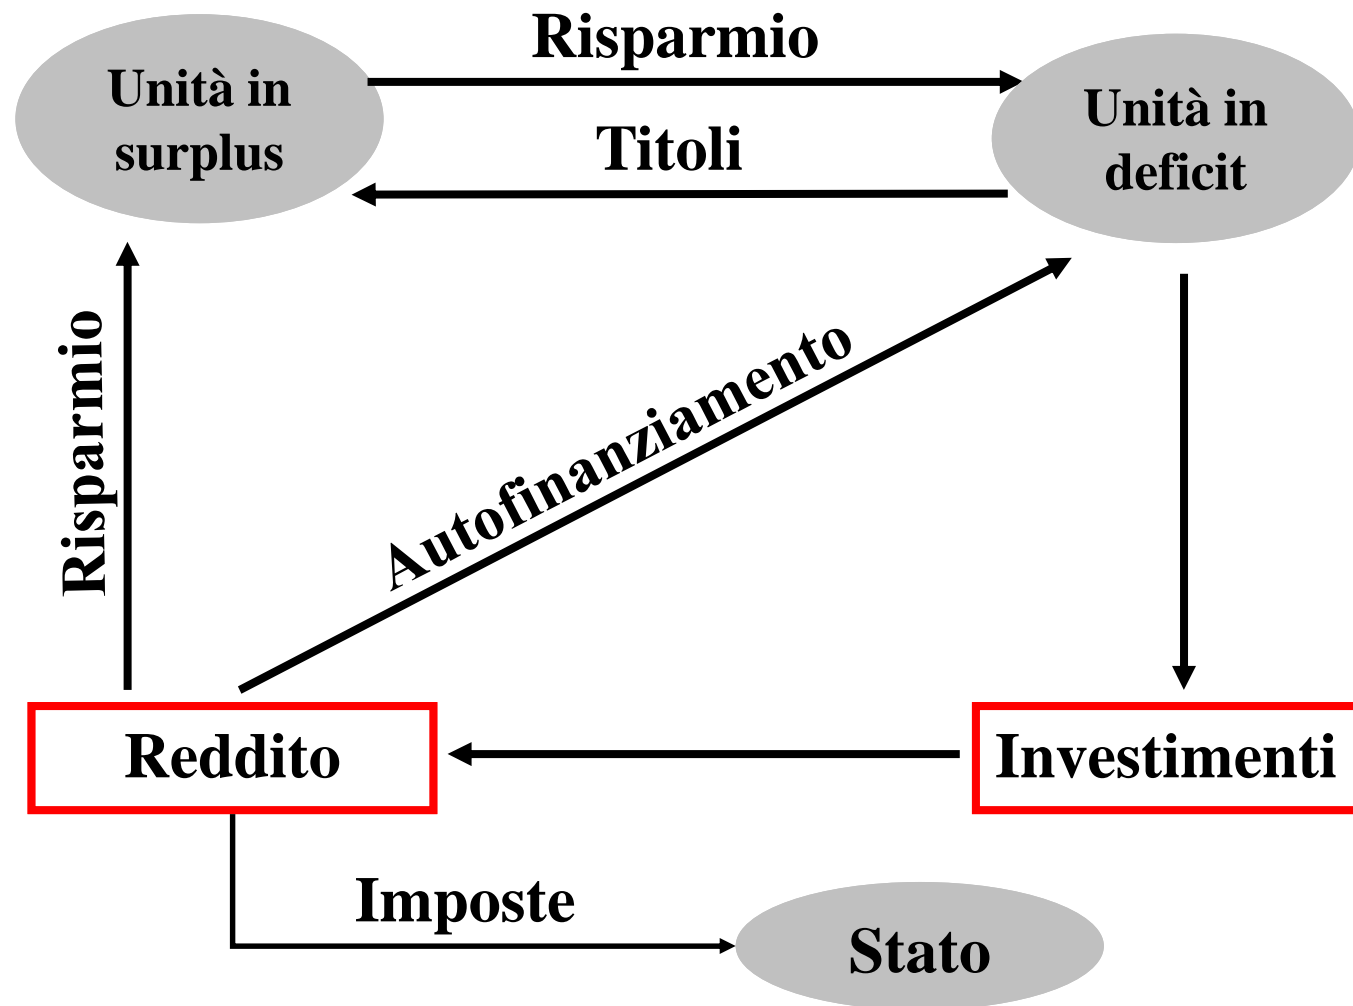 Risparmio
Unità in
surplus
Unità in
deficit
Titoli
Risparmio
Autofinanziamento
Reddito
Investimenti
Imposte
Stato